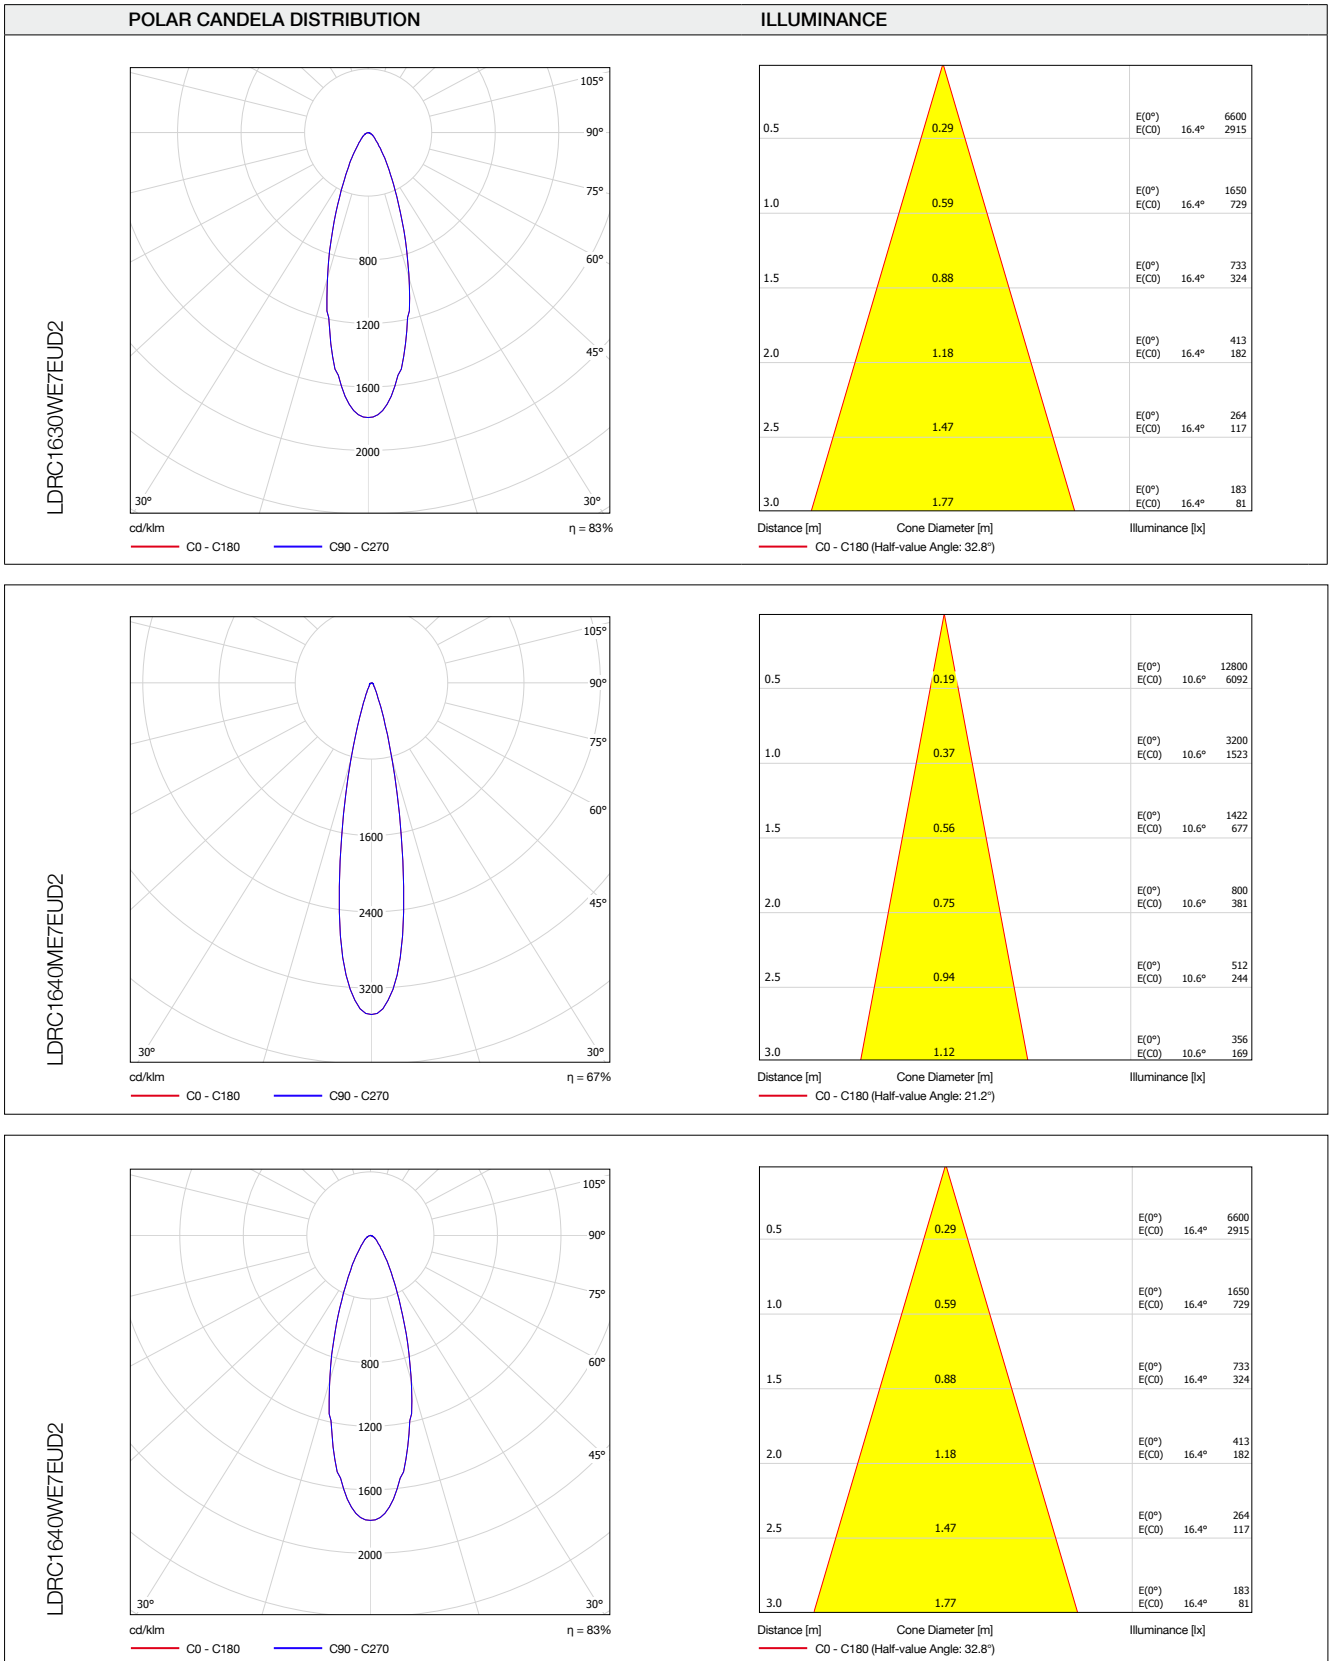 POLAR CANDELA DISTRIBUTION
ILLUMINANCE
LDRC1630WE7EUD2
105°
90°
75°
60°
45°
30°
30°
800
1200
1600
2000
cd/klm
η = 83%
C0 - C180
C90 - C270
0.5 0.29 E(0°) 6600
E(C0) 16.4° 2915
1.0 0.59 E(0°) 1650
E(C0) 16.4° 729
1.5 0.88 E(0°) 733
E(C0) 16.4° 324
2.0 1.18 E(0°) 413
E(C0) 16.4° 182
2.5 1.47 E(0°) 264
E(C0) 16.4° 117
3.0 1.77 E(0°) 183
E(C0) 16.4° 81
Distance [m] Cone Diameter [m] Illuminance [lx]
C0 - C180 (Half-value Angle: 32.8°)
LDRC1640ME7EUD2
105°
90°
75°
60°
45°
30°
30°
1600
2400
3200
cd/klm
η = 67%
C0 - C180
C90 - C270
0.5 0.19 E(0°) 12800
E(C0) 10.6° 6092
1.0 0.37 E(0°) 3200
E(C0) 10.6° 1523
1.5 0.56 E(0°) 1422
E(C0) 10.6° 677
2.0 0.75 E(0°) 800
E(C0) 10.6° 381
2.5 0.94 E(0°) 512
E(C0) 10.6° 244
3.0 1.12 E(0°) 356
E(C0) 10.6° 169
Distance [m] Cone Diameter [m] Illuminance [lx]
C0 - C180 (Half-value Angle: 21.2°)
LDRC1640WE7EUD2
105°
90°
75°
60°
45°
30°
30°
800
1200
1600
2000
cd/klm
η = 83%
C0 - C180
C90 - C270
0.5 0.29 E(0°) 6600
E(C0) 16.4° 2915
1.0 0.59 E(0°) 1650
E(C0) 16.4° 729
1.5 0.88 E(0°) 733
E(C0) 16.4° 324
2.0 1.18 E(0°) 413
E(C0) 16.4° 182
2.5 1.47 E(0°) 264
E(C0) 16.4° 117
3.0 1.77 E(0°) 183
E(C0) 16.4° 81
Distance [m] Cone Diameter [m] Illuminance [lx]
C0 - C180 (Half-value Angle: 32.8°)